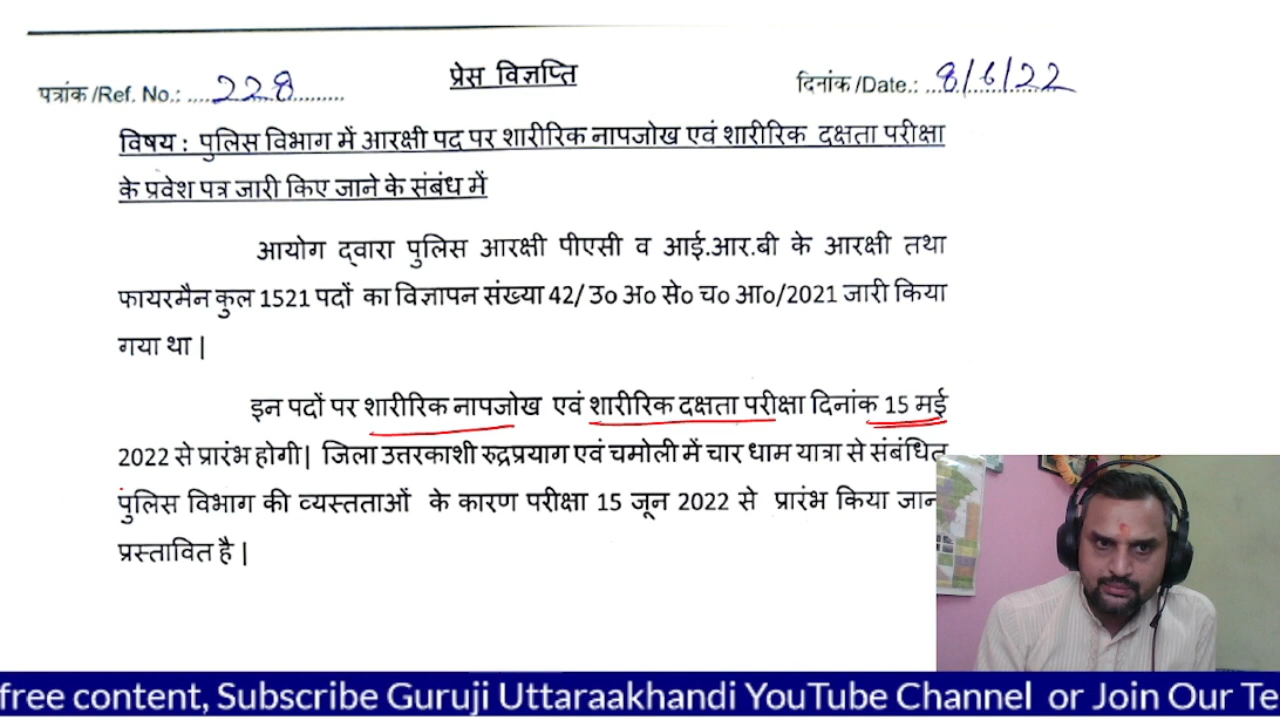 प्रेस विज्ञप्ति
पत्रांक /Ref. No.: ....228.......... दिनांक /Date.: ..8/6/22
विषय : पुलिस विभाग में आरक्षी पद पर शारीरिक नापजोख एवं शारीरिक दक्षता परीक्षा
के प्रवेश पत्र जारी किए जाने के संबंध में
आयोग द्वारा पुलिस आरक्षी पीएसी व आई.आर.बी के आरक्षी तथा
फायरमैन कुल 1521 पदों का विज्ञापन संख्या 42/ उ० अ० से० च० आ०/2021 जारी किया
गया था |
इन पदों पर शारीरिक नापजोख एवं शारीरिक दक्षता परीक्षा दिनांक 15 मई
2022 से प्रारंभ होगी| जिला उत्तरकाशी रुद्रप्रयाग एवं चमोली में चार धाम यात्रा से संबंधित
पुलिस विभाग की व्यस्तताओं के कारण परीक्षा 15 जून 2022 से प्रारंभ किया जान
प्रस्तावित है |
free content, Subscribe Guruji Uttaraakhandi YouTube Channel or Join Our Te